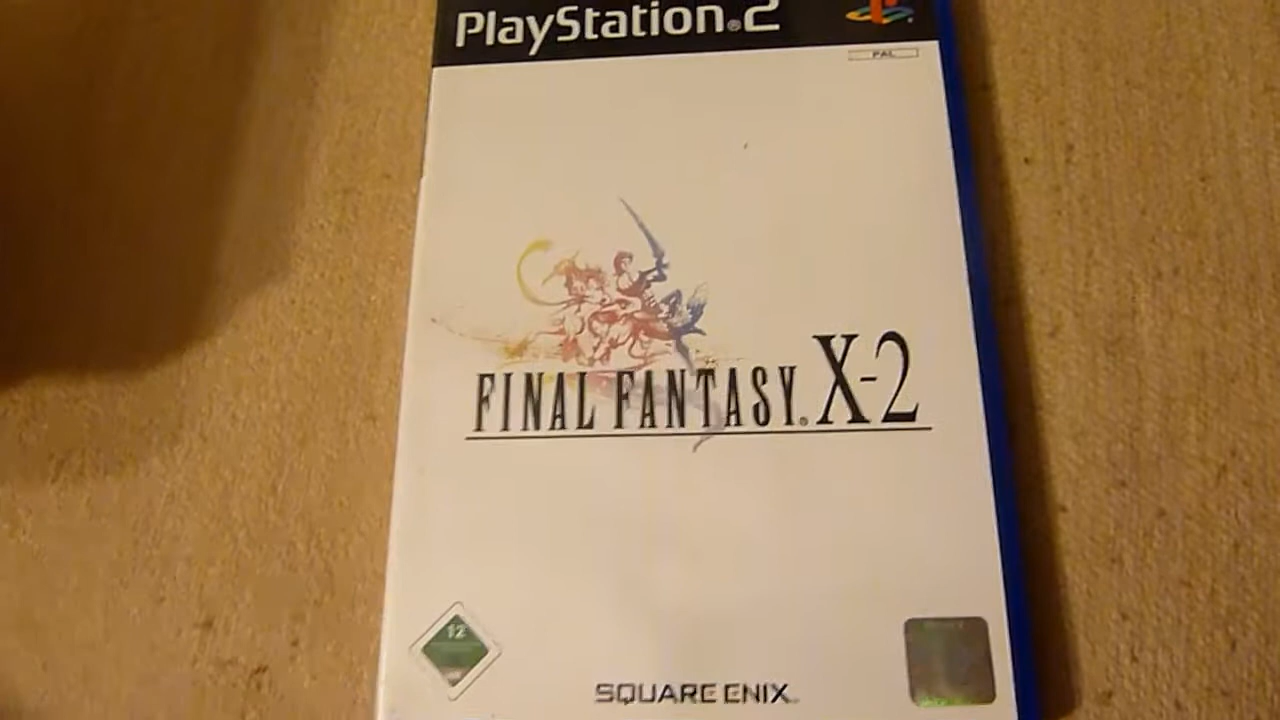 PlayStation®2
PAL
FINAL FANTASY® X-2
12
SQUARE ENIX